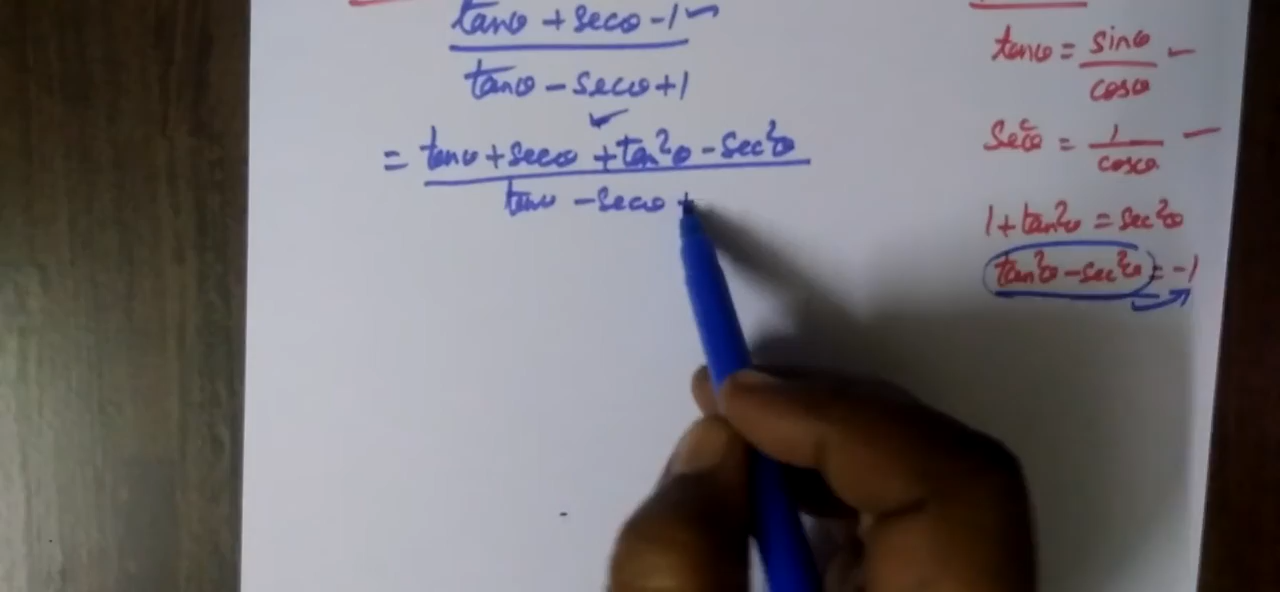 tanθ + secθ - 1
tanθ - secθ + 1
= tanθ + secθ + tan²θ - sec²θ
tanθ - secθ +
tanθ = sinθ
cosθ
Secθ = 1
cosθ
1 + tan²θ = sec²θ
tan²θ - sec²θ = -1